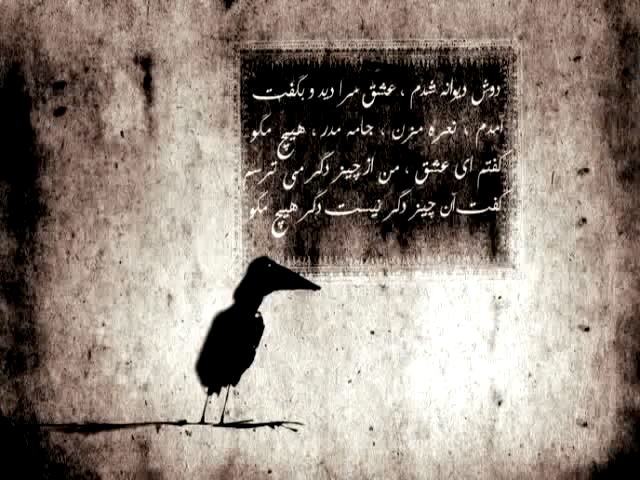 دوش دیوانه شدم ، عشق مرا دید و بگفت
آمدم ، نعره مزن ، جامه مدر ، هیچ مگو
گفتم ای عشق ، من از چیز دگر می ترسم
گفت آن چیز دگر نیست دگر هیچ مگو